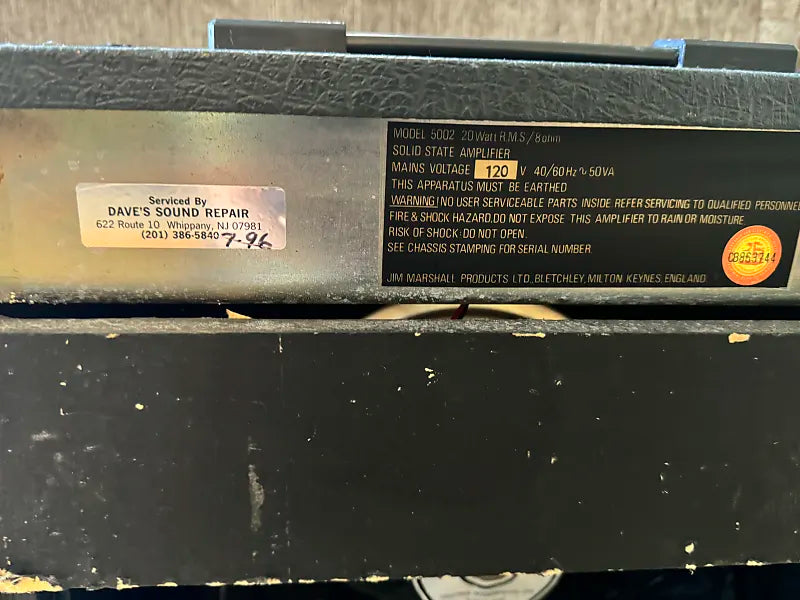 Serviced By
DAVE'S SOUND REPAIR
622 Route 10 Whippany, NJ 07981
(201) 386-5840 7-96
MODEL 5002 20 Watt R.M.S./8 ohm
SOLID STATE AMPLIFIER
MAINS VOLTAGE 120 V 40/60 Hz ~ 50VA
THIS APPARATUS MUST BE EARTHED
WARNING! NO USER SERVICEABLE PARTS INSIDE REFER SERVICING TO QUALIFIED PERSONNEL
FIRE & SHOCK HAZARD. DO NOT EXPOSE THIS AMPLIFIER TO RAIN OR MOISTURE
RISK OF SHOCK: DO NOT OPEN.
SEE CHASSIS STAMPING FOR SERIAL NUMBER.
JIM MARSHALL PRODUCTS LTD., BLETCHLEY, MILTON KEYNES, ENGLAND